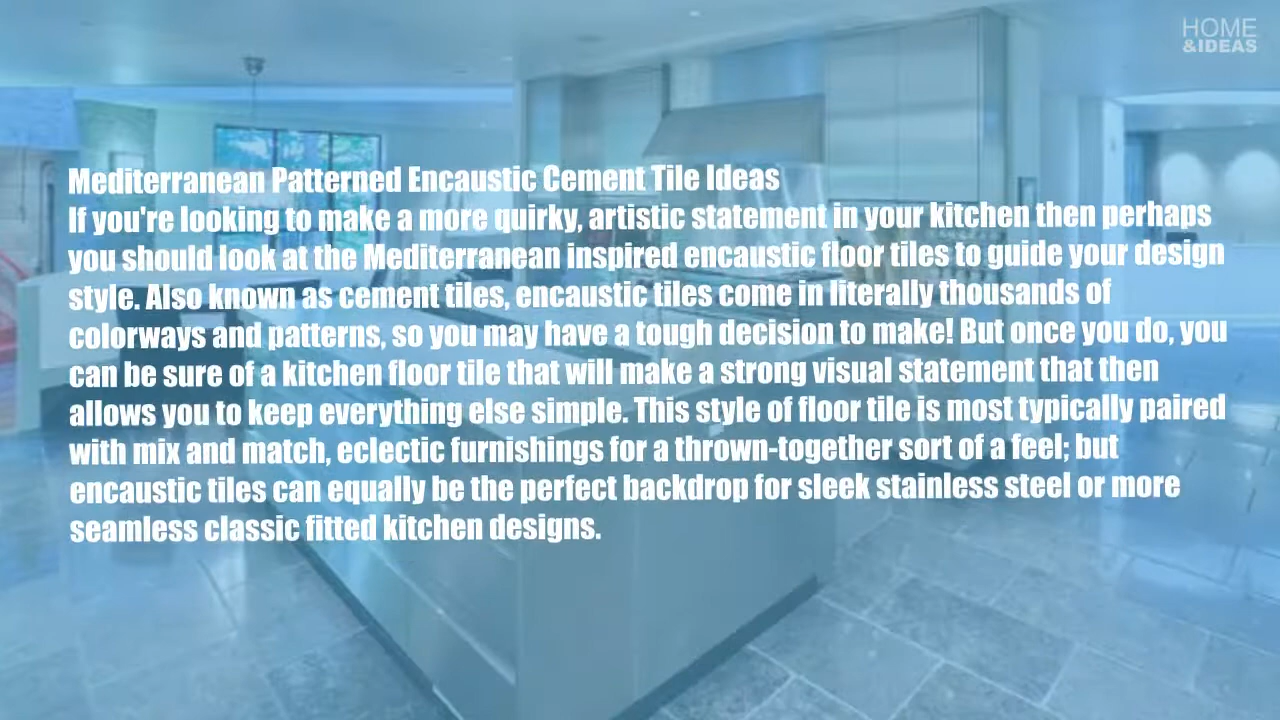 HOME
&IDEAS
Mediterranean Patterned Encaustic Cement Tile Ideas
If you're looking to make a more quirky, artistic statement in your kitchen then perhaps
you should look at the Mediterranean inspired encaustic floor tiles to guide your design
style. Also known as cement tiles, encaustic tiles come in literally thousands of
colorways and patterns, so you may have a tough decision to make! But once you do, you
can be sure of a kitchen floor tile that will make a strong visual statement that then
allows you to keep everything else simple. This style of floor tile is most typically paired
with mix and match, eclectic furnishings for a thrown-together sort of a feel; but
encaustic tiles can equally be the perfect backdrop for sleek stainless steel or more
seamless classic fitted kitchen designs.